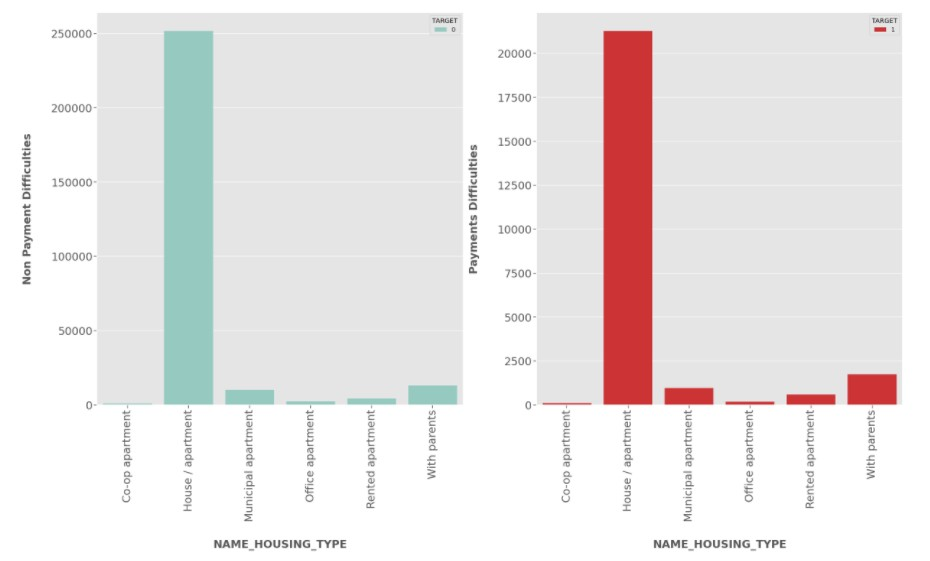 TARGET
0
250000
200000
150000
100000
50000
0
Non Payment Difficulties
Co-op apartment
House / apartment
Municipal apartment
Office apartment
Rented apartment
With parents
NAME_HOUSING_TYPE
TARGET
1
20000
17500
15000
12500
10000
7500
5000
2500
0
Payments Difficulties
Co-op apartment
House / apartment
Municipal apartment
Office apartment
Rented apartment
With parents
NAME_HOUSING_TYPE